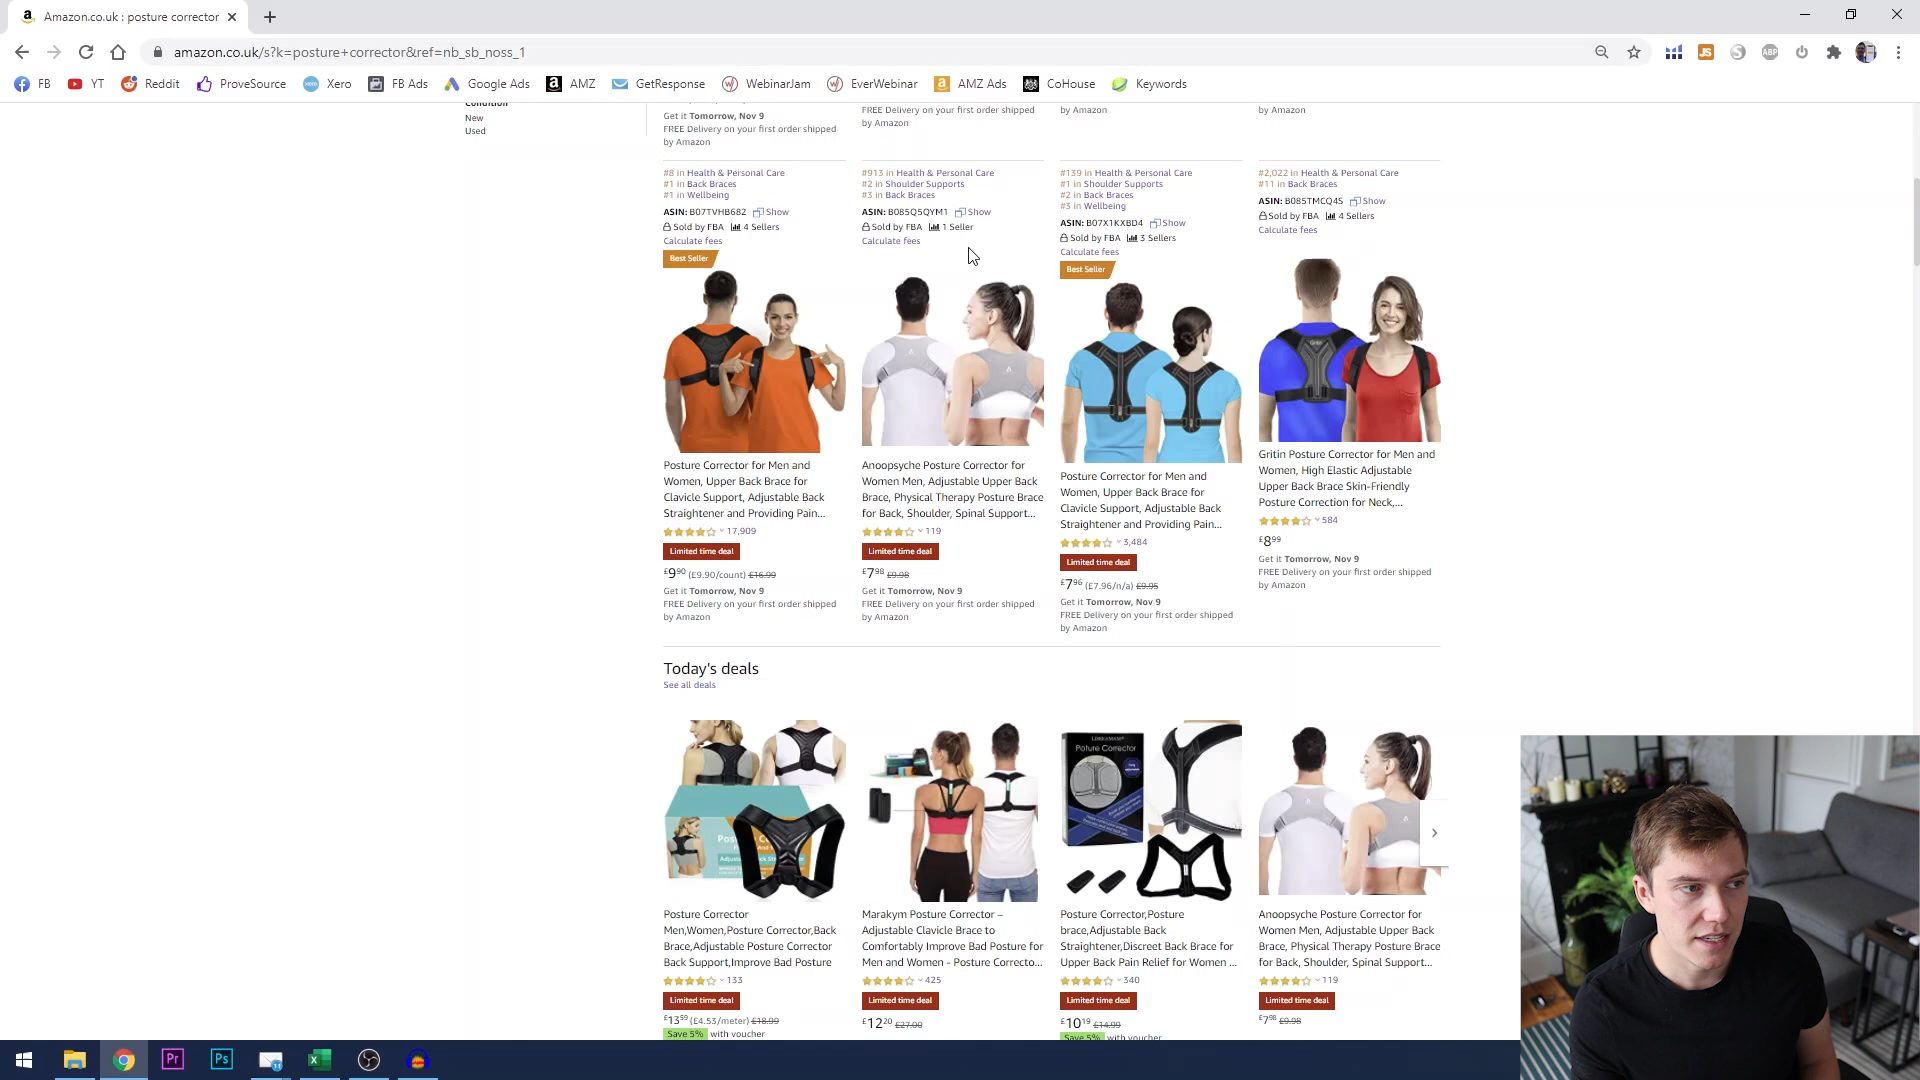 Amazon.co.uk : posture corrector
amazon.co.uk/s?k=posture+corrector&ref=nb_sb_noss_1
FB
YT
Reddit
ProveSource
Xero
FB Ads
Google Ads
AMZ
GetResponse
WebinarJam
EverWebinar
AMZ Ads
CoHouse
Keywords
Condition
New
Used
Get it Tomorrow, Nov 9
FREE Delivery on your first order shipped
by Amazon
FREE Delivery on your first order shipped
by Amazon
by Amazon
by Amazon
#8 in Health & Personal Care
#1 in Back Braces
#1 in Wellbeing
ASIN: B07TVHB682 Show
Sold by FBA 4 Sellers
Calculate fees
Best Seller
Posture Corrector for Men and
Women, Upper Back Brace for
Clavicle Support, Adjustable Back
Straightener and Providing Pain...
17,909
Limited time deal
£9.90 (£9.90/count) £16.99
Get it Tomorrow, Nov 9
FREE Delivery on your first order shipped
by Amazon
#913 in Health & Personal Care
#2 in Shoulder Supports
#3 in Back Braces
ASIN: B085Q5QYM1 Show
Sold by FBA 1 Seller
Calculate fees
Anoopsyche Posture Corrector for
Women Men, Adjustable Upper Back
Brace, Physical Therapy Posture Brace
for Back, Shoulder, Spinal Support...
119
Limited time deal
£7.98 £9.98
Get it Tomorrow, Nov 9
FREE Delivery on your first order shipped
by Amazon
#139 in Health & Personal Care
#1 in Shoulder Supports
#2 in Back Braces
#3 in Wellbeing
ASIN: B07X1KXBD4 Show
Sold by FBA 3 Sellers
Calculate fees
Best Seller
Posture Corrector for Men and
Women, Upper Back Brace for
Clavicle Support, Adjustable Back
Straightener and Providing Pain...
3,484
Limited time deal
£7.96 (£7.96/n/a) £9.95
Get it Tomorrow, Nov 9
FREE Delivery on your first order shipped
by Amazon
#2,022 in Health & Personal Care
#11 in Back Braces
ASIN: B085TMCQ4S Show
Sold by FBA 4 Sellers
Calculate fees
Gritin Posture Corrector for Men and
Women, High Elastic Adjustable
Upper Back Brace Skin-Friendly
Posture Correction for Neck,...
584
£8.99
Get it Tomorrow, Nov 9
FREE Delivery on your first order shipped
by Amazon
Today's deals
See all deals
Posture Corrector
Men,Women,Posture Corrector,Back
Brace,Adjustable Posture Corrector
Back Support,Improve Bad Posture
133
Limited time deal
£13.59 (£4.53/meter) £18.99
Save 5% with voucher
Marakym Posture Corrector –
Adjustable Clavicle Brace to
Comfortably Improve Bad Posture for
Men and Women - Posture Correcto...
425
Limited time deal
£12.20 £27.00
Poture Corrector
Posture Corrector,Posture
brace,Adjustable Back
Straightener,Discreet Back Brace for
Upper Back Pain Relief for Women ...
340
Limited time deal
£10.19 £14.99
Save 5% with voucher
Anoopsyche Posture Corrector for
Women Men, Adjustable Upper Back
Brace, Physical Therapy Posture Brace
for Back, Shoulder, Spinal Support...
119
Limited time deal
£7.98 £9.98